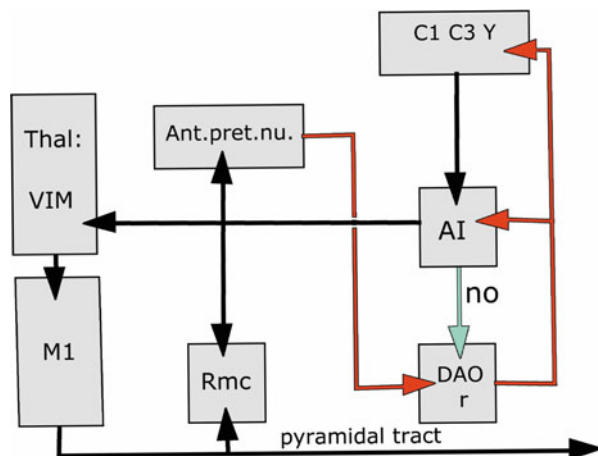 C1 C3 Y
Thal:
VIM
Ant.pret.nu.
AI
no
M1
Rmc
DAO
r
pyramidal tract